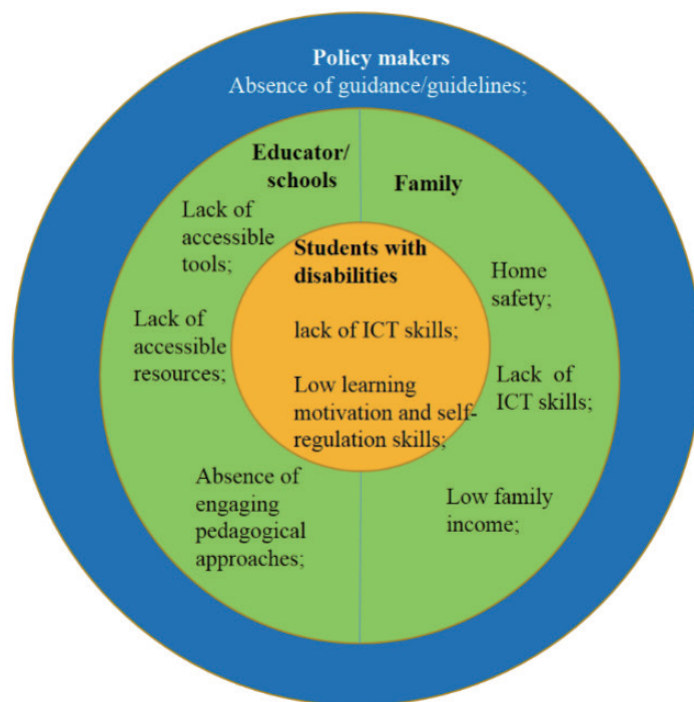 Policy makers
Absence of guidance/guidelines;
Educator/
schools
Lack of
accessible
tools;
Lack of
accessible
resources;
Absence of
engaging
pedagogical
approaches;
Family
Home
safety;
Lack of
ICT skills;
Low family
income;
Students with
disabilities
lack of ICT skills;
Low learning
motivation and self-
regulation skills;